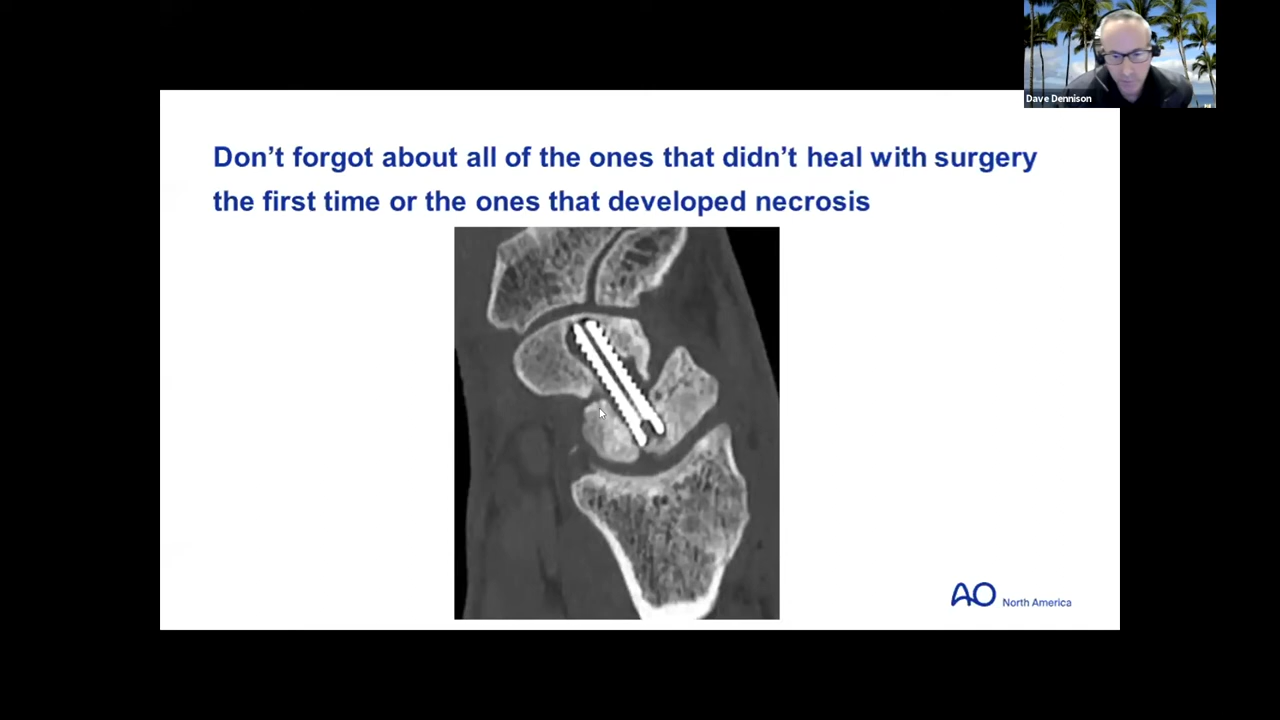 Dave Dennison
Don't forgot about all of the ones that didn't heal with surgery
the first time or the ones that developed necrosis
AO North America